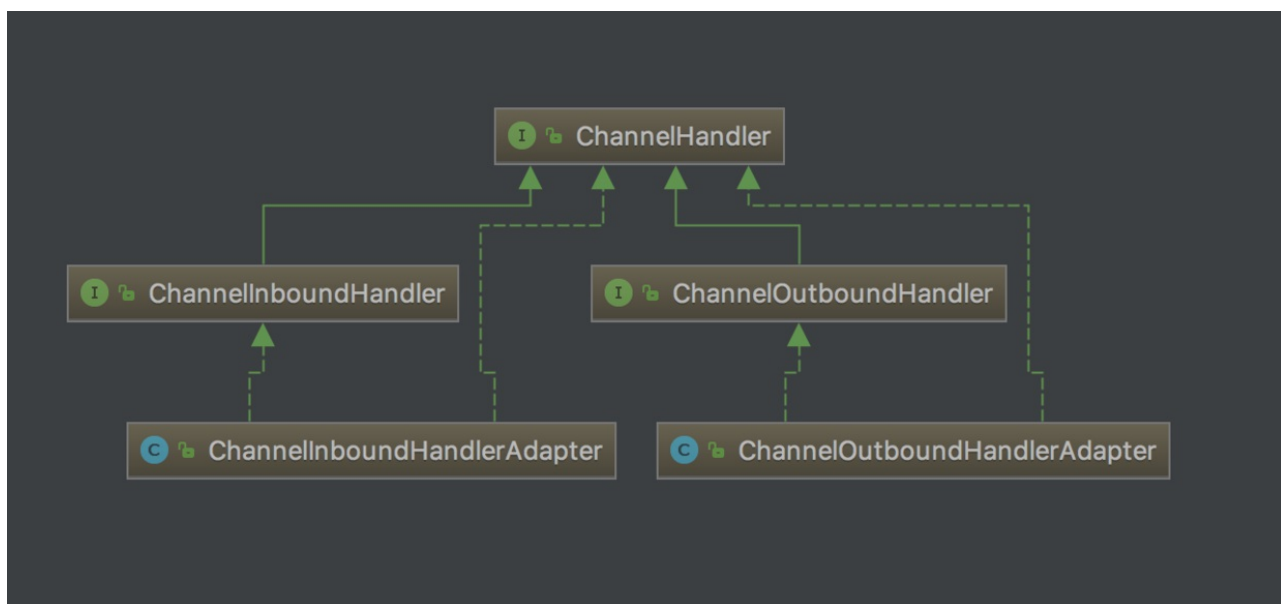 I ChannelHandler
I ChannelInboundHandler
I ChannelOutboundHandler
C ChannelInboundHandlerAdapter
C ChannelOutboundHandlerAdapter